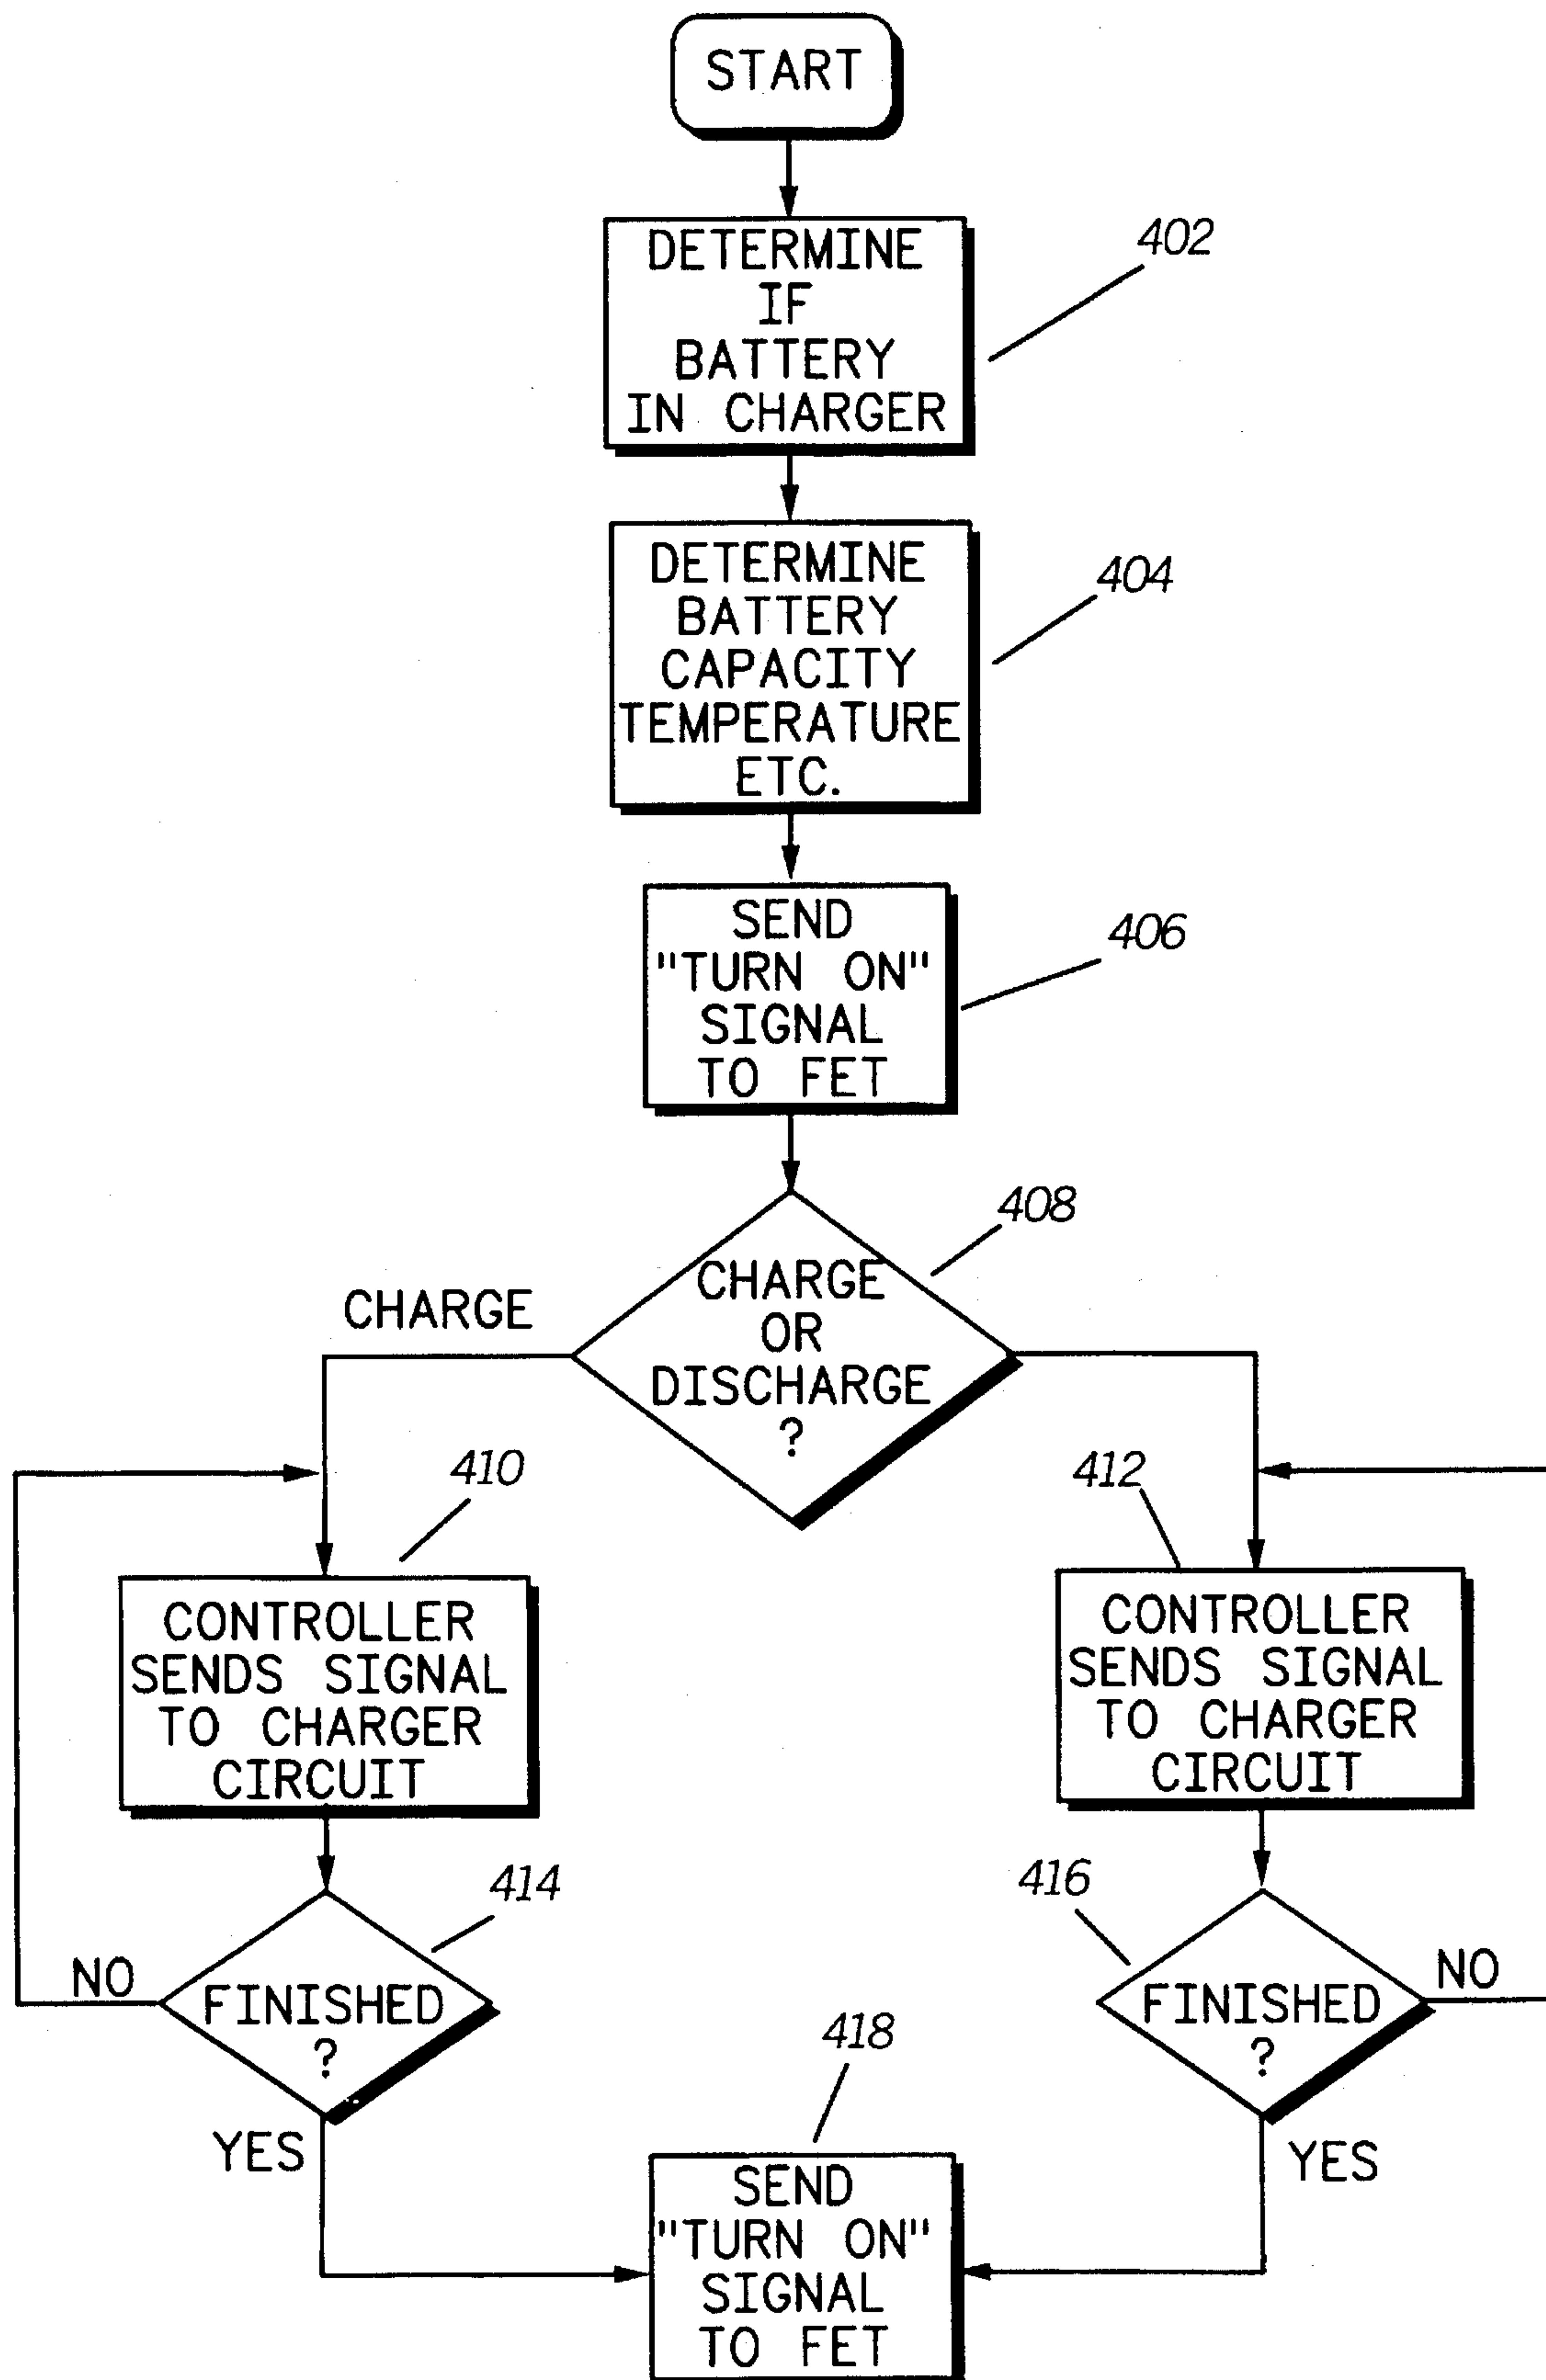 START
DETERMINE
IF
BATTERY
IN CHARGER
402
DETERMINE
BATTERY
CAPACITY
TEMPERATURE
ETC.
404
SEND
"TURN ON"
SIGNAL
TO FET
406
408
CHARGE
CHARGE
OR
DISCHARGE
?
410
412
CONTROLLER
SENDS SIGNAL
TO CHARGER
CIRCUIT
CONTROLLER
SENDS SIGNAL
TO CHARGER
CIRCUIT
414
416
NO
FINISHED
?
FINISHED
?
NO
418
YES
YES
SEND
"TURN ON"
SIGNAL
TO FET